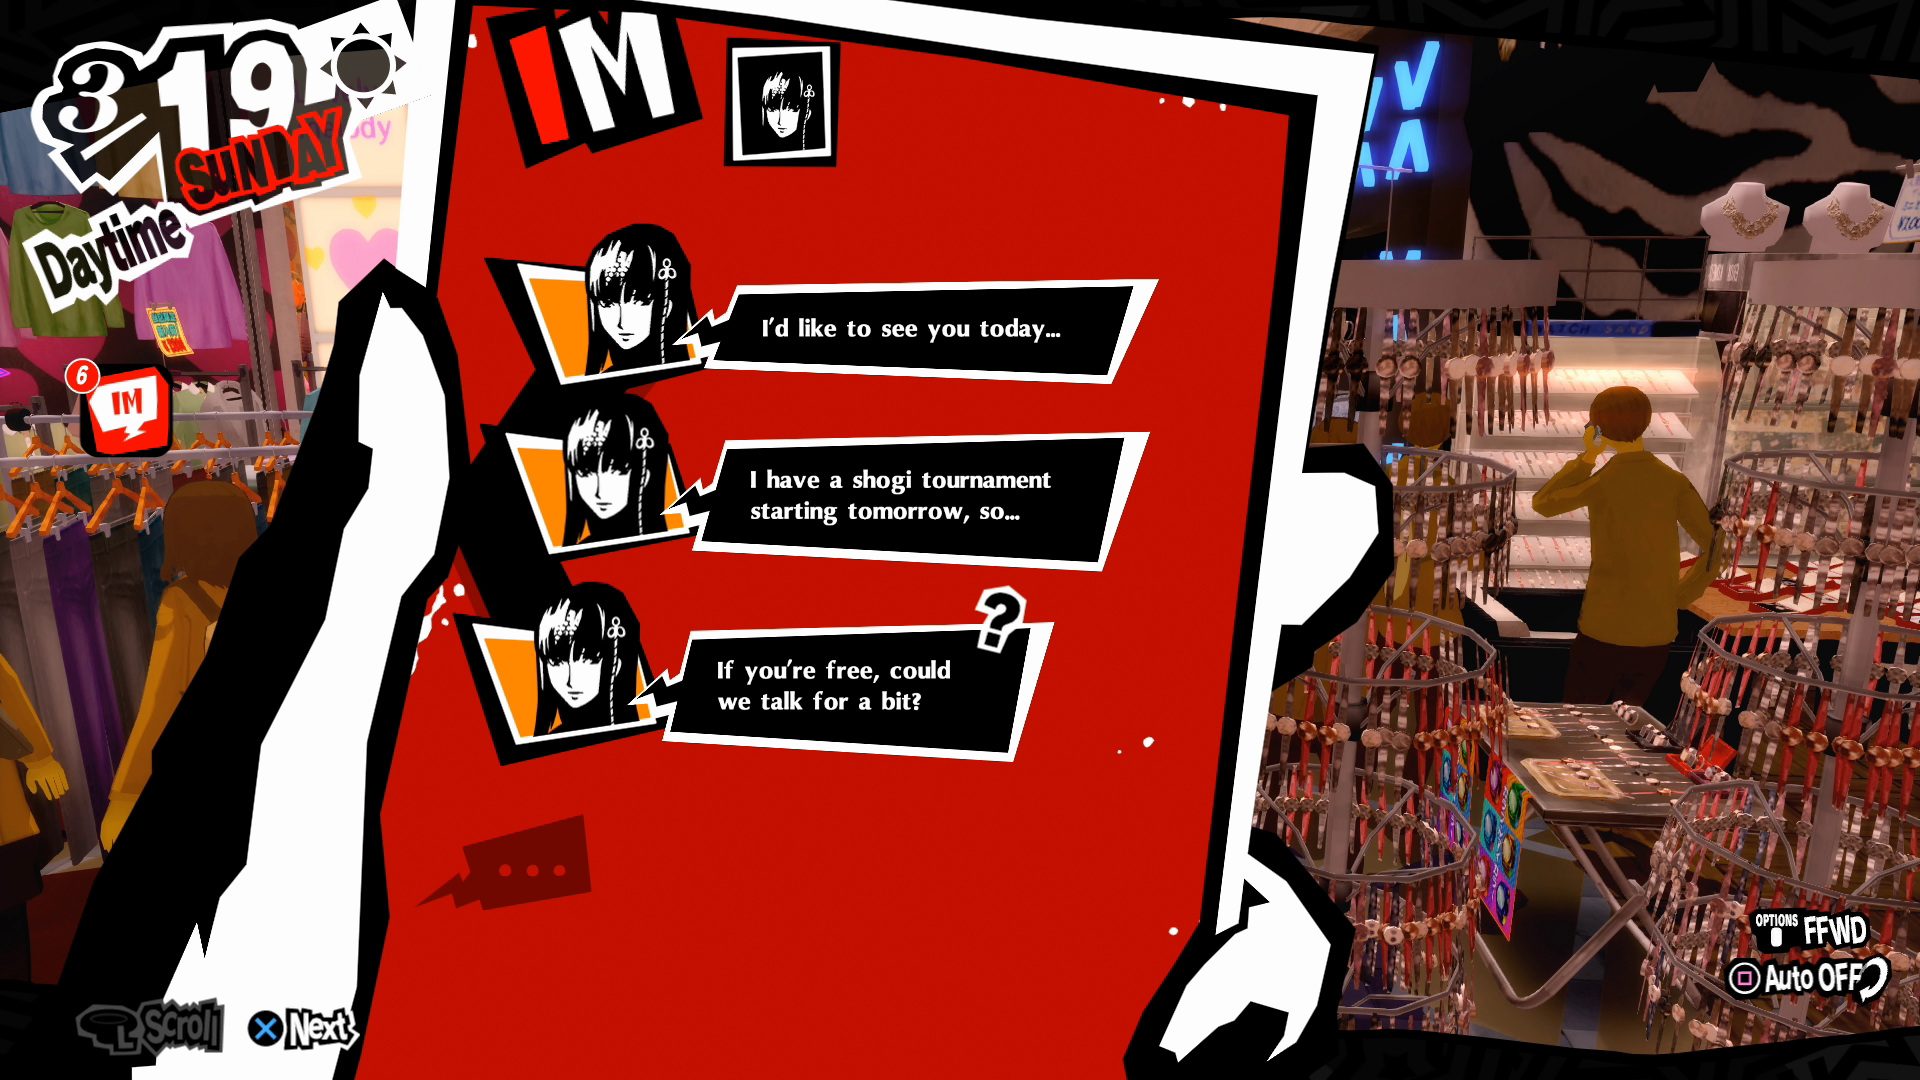 3/19
SUNDAY
Daytime
IM
I'd like to see you today...
I have a shogi tournament
starting tomorrow, so...
?
If you're free, could
we talk for a bit?
6
IM
OPTIONS FFWD
Auto OFF
L Scroll
Next